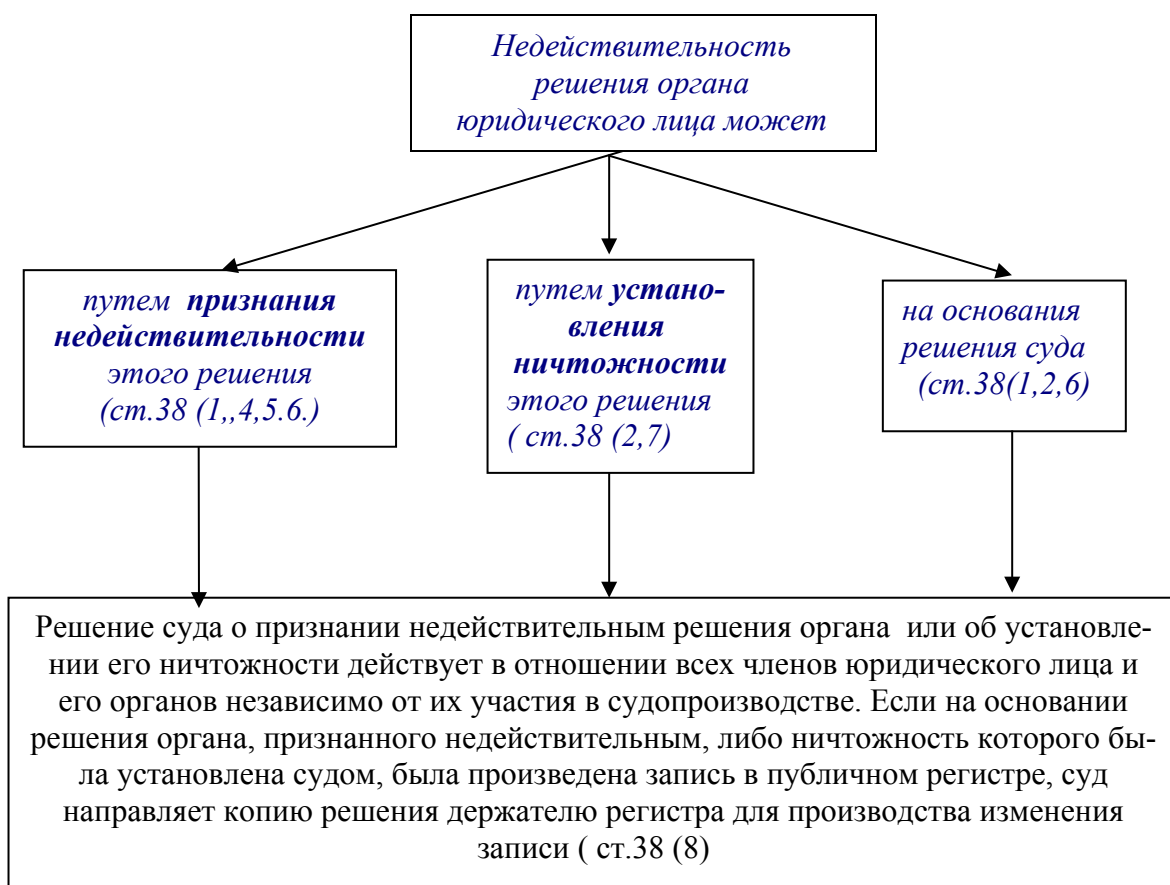 Недействительность
решения органа
юридического лица может
путем признания
недействительности
этого решения
(ст.38 (1,,4,5.6.)
путем устано-
вления
ничтожности
этого решения
( ст.38 (2,7)
на основания
решения суда
(ст.38(1,2,6)
Решение суда о признании недействительным решения органа или об установле-
нии его ничтожности действует в отношении всех членов юридического лица и
его органов независимо от их участия в судопроизводстве. Если на основании
решения органа, признанного недействительным, либо ничтожность которого бы-
ла установлена судом, была произведена запись в публичном регистре, суд
направляет копию решения держателю регистра для производства изменения
записи ( ст.38 (8)